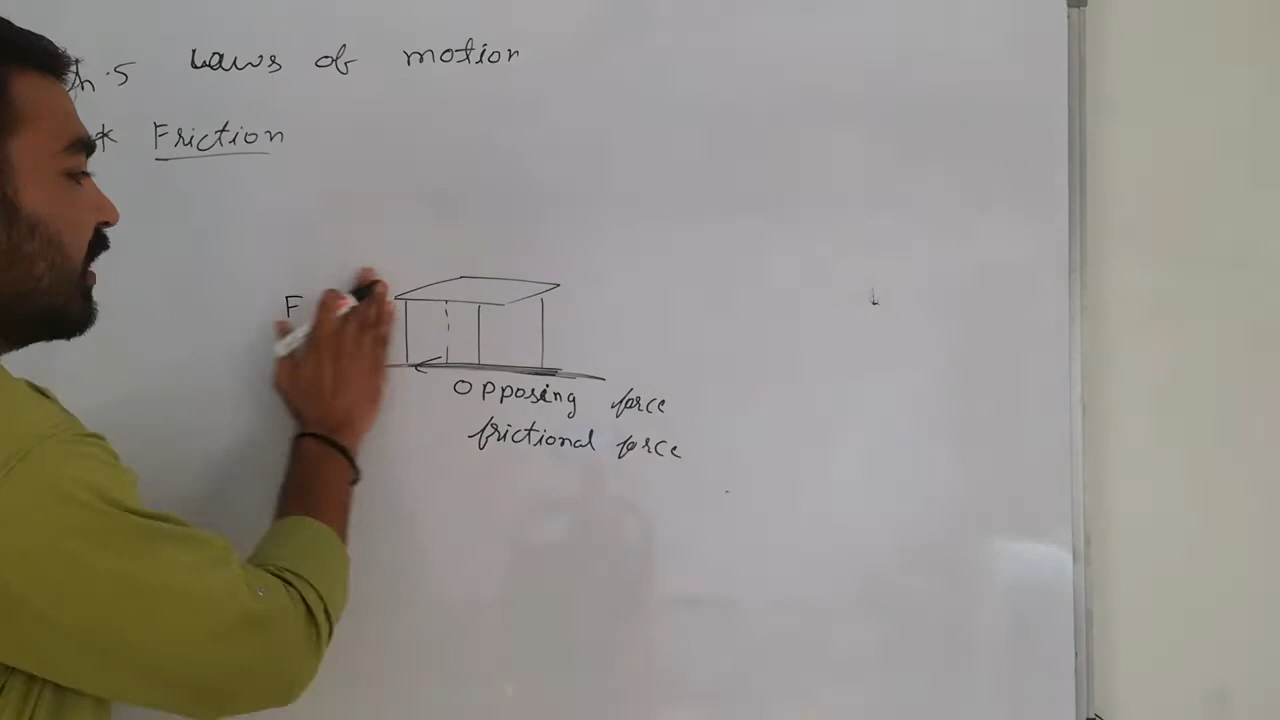 h.5 Laws of motion
* Friction
F
Opposing force
frictional force